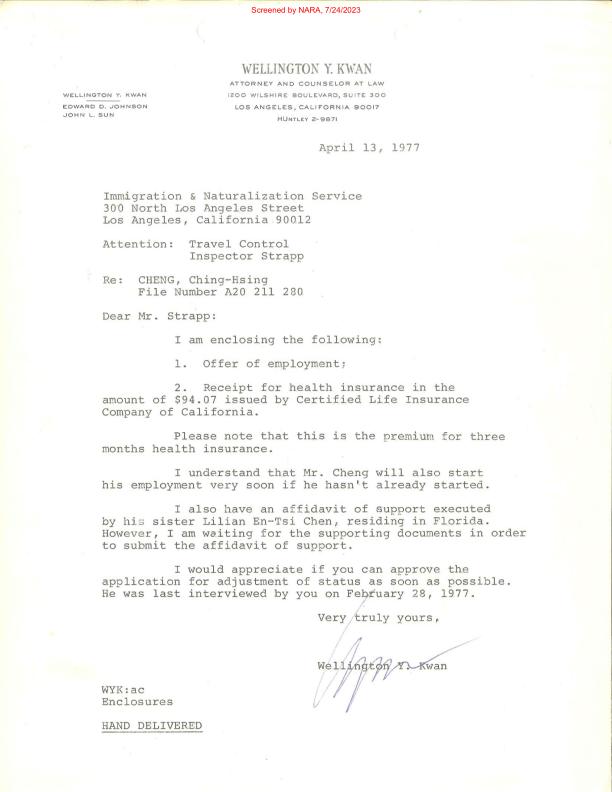 Screened by NARA, 7/24/2023
WELLINGTON Y. KWAN
ATTORNEY AND COUNSELOR AT LAW
1200 WILSHIRE BOULEVARD, SUITE 300
LOS ANGELES, CALIFORNIA 90017
HUNTLEY 2-9871
WELLINGTON Y. KWAN
EDWARD D. JOHNSON
JOHN L. SUN
April 13, 1977
Immigration & Naturalization Service
300 North Los Angeles Street
Los Angeles, California 90012
Attention: Travel Control
Inspector Strapp
Re: CHENG, Ching-Hsing
File Number A20 211 280
Dear Mr. Strapp:
I am enclosing the following:
1. Offer of employment;
2. Receipt for health insurance in the
amount of $94.07 issued by Certified Life Insurance
Company of California.
Please note that this is the premium for three
months health insurance.
I understand that Mr. Cheng will also start
his employment very soon if he hasn't already started.
I also have an affidavit of support executed
by his sister Lilian En-Tsi Chen, residing in Florida.
However, I am waiting for the supporting documents in order
to submit the affidavit of support.
I would appreciate if you can approve the
application for adjustment of status as soon as possible.
He was last interviewed by you on February 28, 1977.
Very truly yours,
Wellington Y. Kwan
WYK:ac
Enclosures
HAND DELIVERED